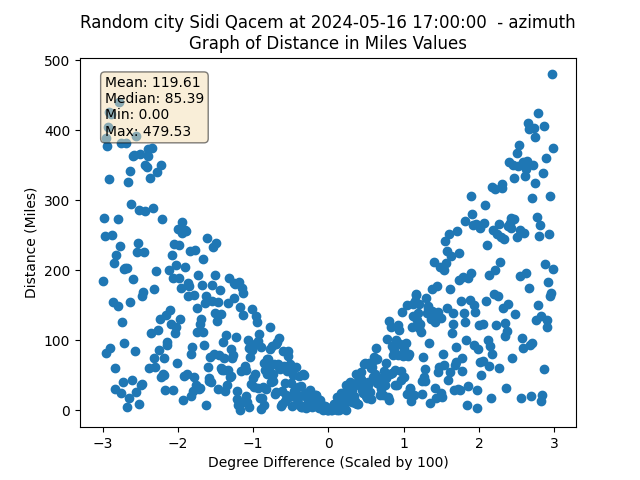 Random city Sidi Qacem at 2024-05-16 17:00:00  - azimuth
Graph of Distance in Miles Values
Mean: 119.61
Median: 85.39
Min: 0.00
Max: 479.53
500
400
300
200
100
0
Distance (Miles)
−3 −2 −1 0 1 2 3
Degree Difference (Scaled by 100)